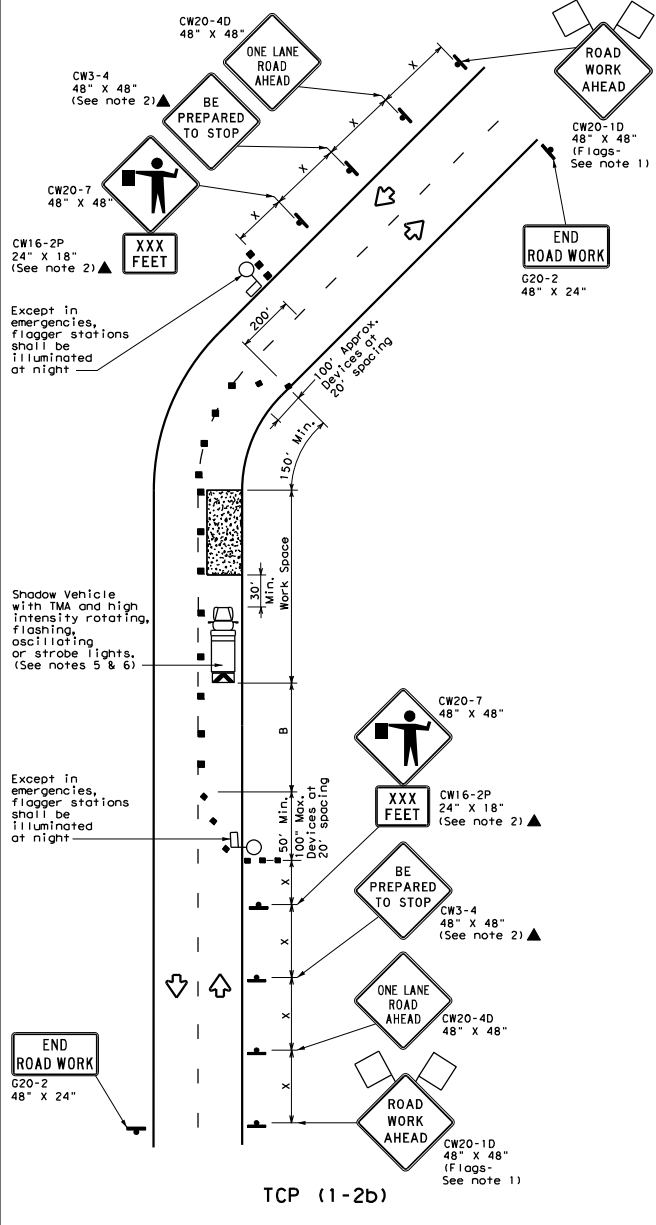 CW20-4D
48" X 48"
ONE LANE
ROAD
AHEAD
X
ROAD
WORK
AHEAD
CW20-1D
48" X 48"
(Flags-
See note 1)
CW3-4
48" X 48"
(See note 2)▲
BE
PREPARED
TO STOP
X
X
X
CW20-7
48" X 48"
XXX
FEET
CW16-2P
24" X 18"
(See note 2)▲
END
ROAD WORK
G20-2
48" X 24"
Except in
emergencies,
flagger stations
shall be
illuminated
at night
200'
100' Approx.
Devices at
20' spacing
150' Min.
Work Space
30'
Min.
Shadow Vehicle
with TMA and high
intensity rotating,
flashing,
oscillating
or strobe lights.
(See notes 5 & 6)
B
CW20-7
48" X 48"
XXX
FEET
CW16-2P
24" X 18"
(See note 2)▲
Except in
emergencies,
flagger stations
shall be
illuminated
at night
50' Min.
100" Max.
Devices at
20' spacing
X
BE
PREPARED
TO STOP
CW3-4
48" X 48"
(See note 2)▲
X
ONE LANE
ROAD
AHEAD
CW20-4D
48" X 48"
X
END
ROAD WORK
G20-2
48" X 24"
X
ROAD
WORK
AHEAD
CW20-1D
48" X 48"
(Flags-
See note 1)
TCP (1-2b)